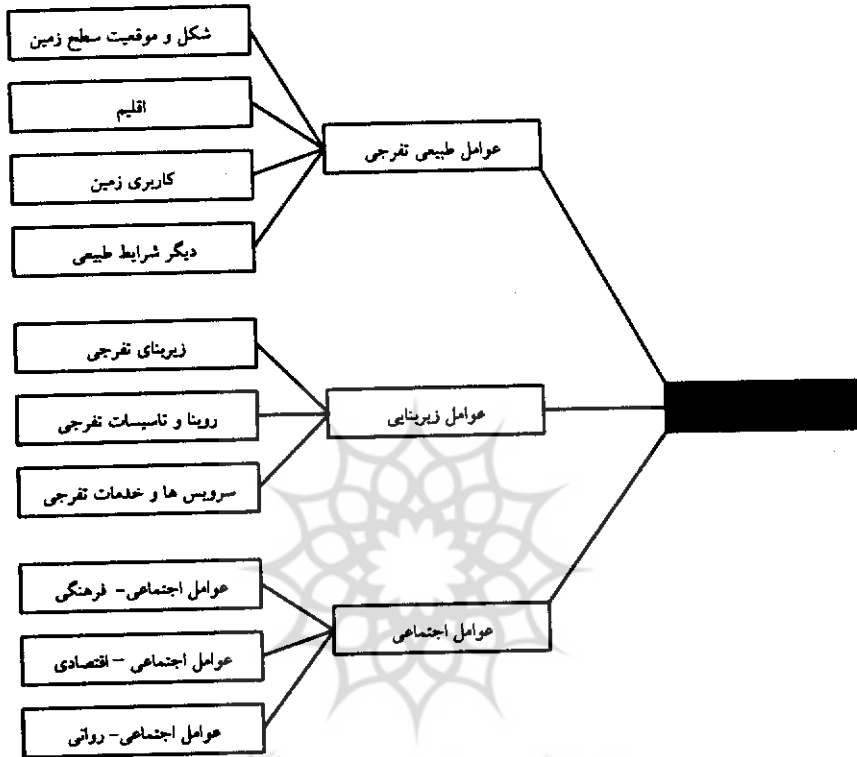 عوامل طبیعی تفرجی
شکل و موقعیت سطح زمین
اقلیم
کاربری زمین
دیگر شرایط طبیعی
عوامل زیربنایی
زیربنای تفرجی
روبنا و تاسیسات تفرجی
سرویس ها و خدمات تفرجی
عوامل اجتماعی
عوامل اجتماعی- فرهنگی
عوامل اجتماعی -اقتصادی
عوامل اجتماعی- روانی